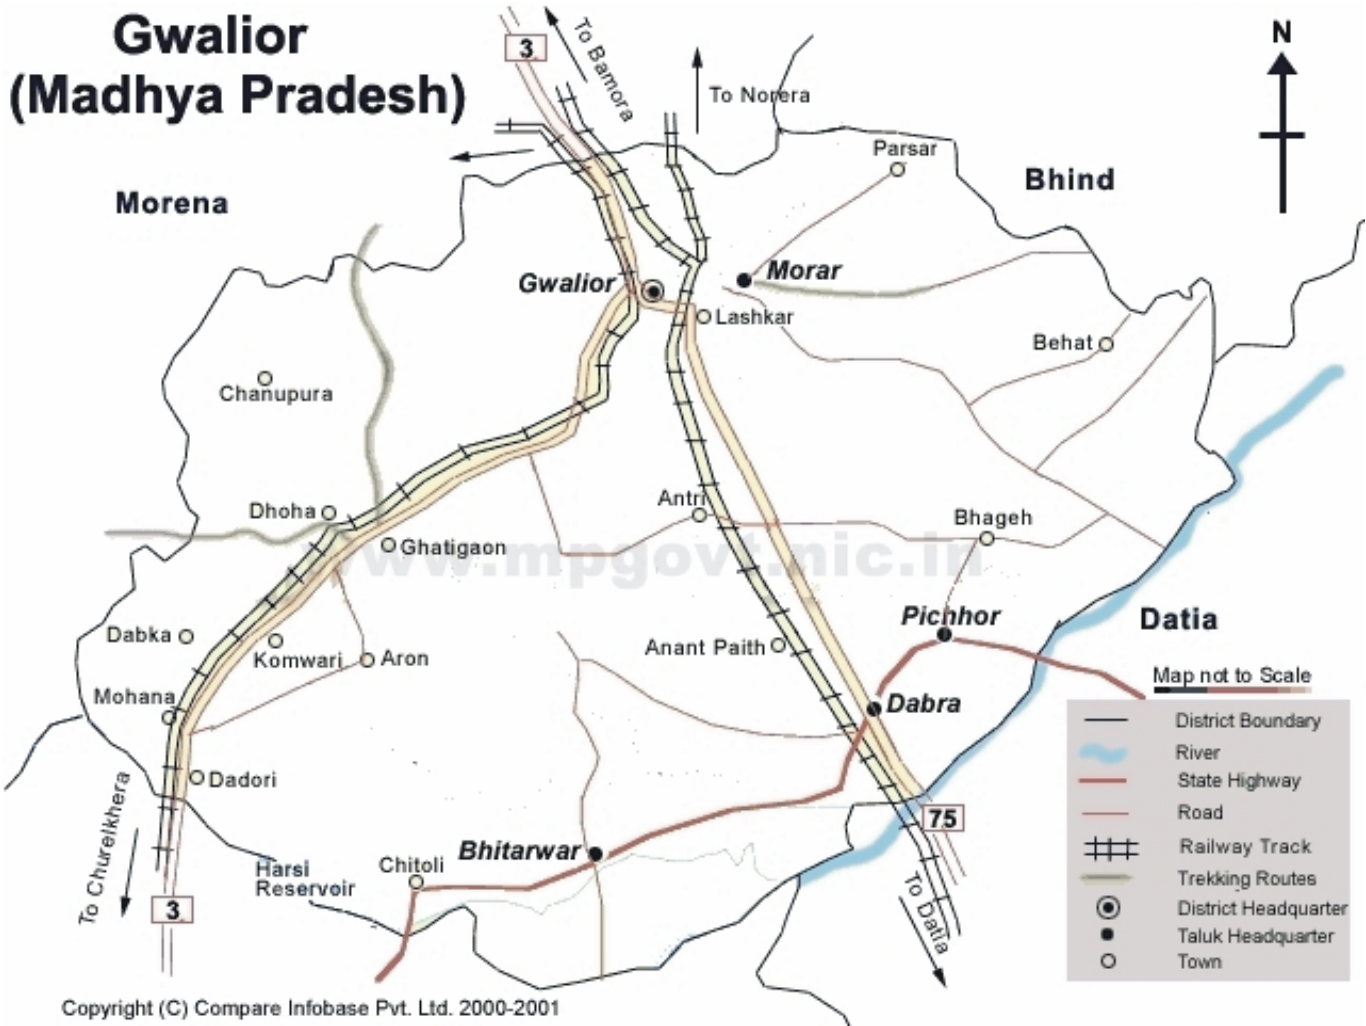 Gwalior
(Madhya Pradesh)
3
To Bamora
To Norera
N
Parsar
Bhind
Morena
Morar
Gwalior
Lashkar
Behat
Chanupura
Antri
Dhoha
Bhageh
Ghatigaon
www.mpgovt.nic.in
Pichhor
Datia
Dabka
Komwari
Aron
Anant Paith
Map not to Scale
Mohana
Dabra
District Boundary
River
Dadori
State Highway
Road
75
To Churelkhera
Bhitarwar
Railway Track
Harsi
Reservoir
Chitoli
Trekking Routes
3
To Datia
District Headquarter
Taluk Headquarter
Town
Copyright (C) Compare Infobase Pvt. Ltd. 2000-2001